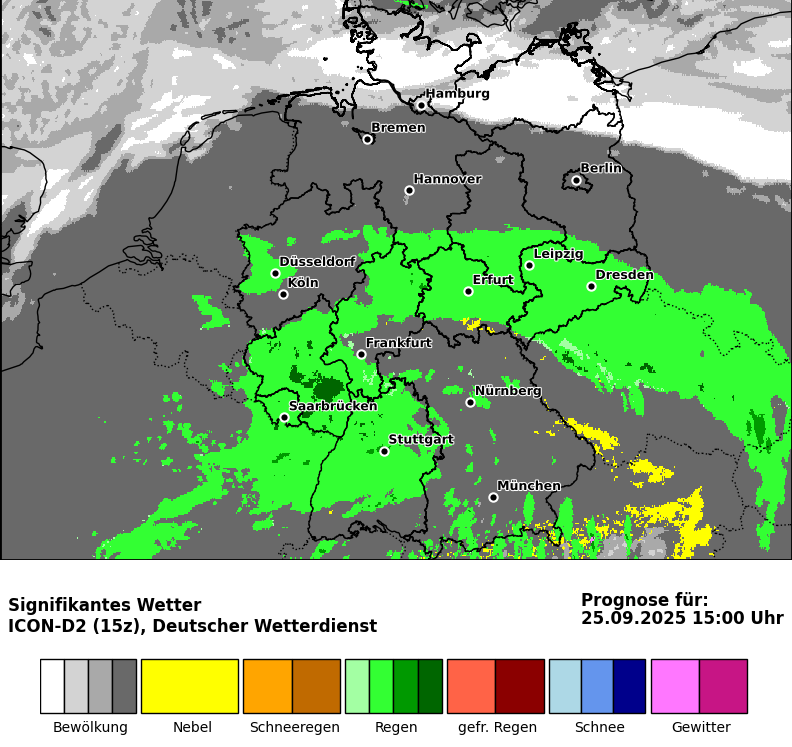 Hamburg
Bremen
Berlin
Hannover
Leipzig
Düsseldorf
Dresden
Erfurt
Köln
Frankfurt
Nürnberg
Saarbrücken
Stuttgart
München
Signifikantes Wetter
ICON-D2 (15z), Deutscher Wetterdienst
Prognose für:
25.09.2025 15:00 Uhr
Bewölkung Nebel Schneeregen Regen gefr. Regen Schnee Gewitter